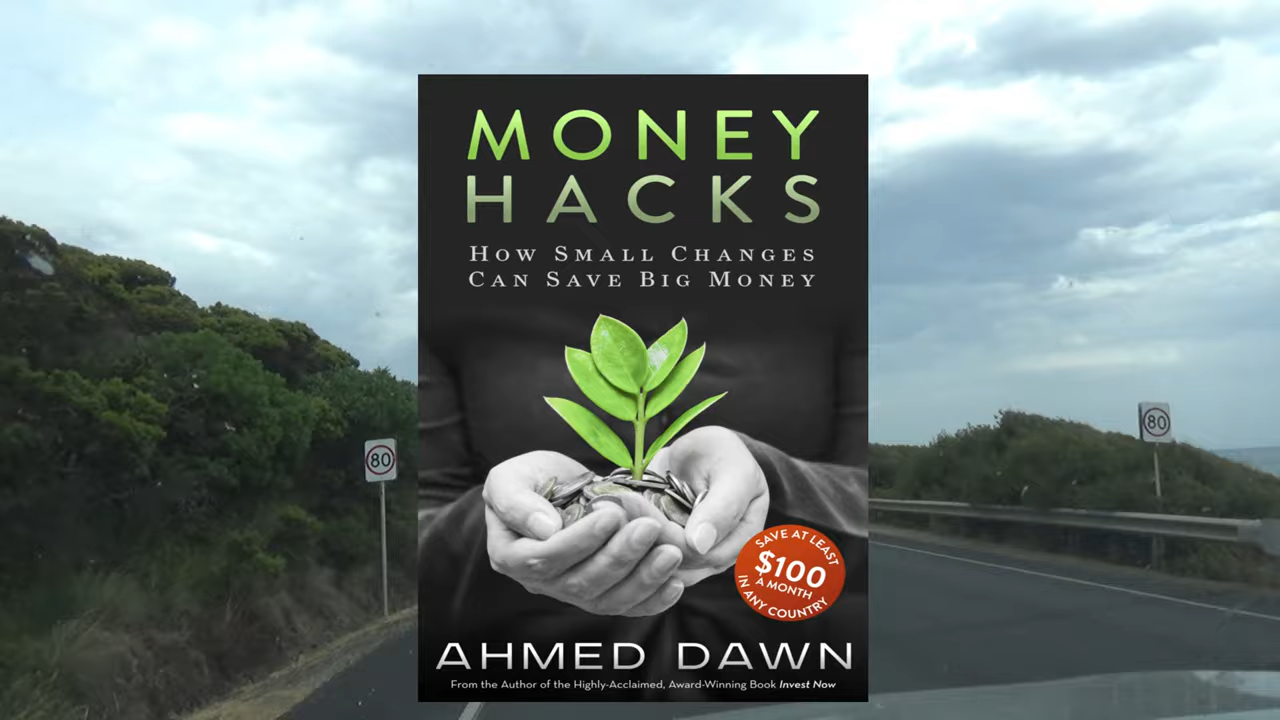 MONEY
HACKS
How Small Changes
Can Save Big Money
80
80
SAVE AT LEAST
$100
A MONTH
IN ANY COUNTRY
AHMED DAWN
From the Author of the Highly-Acclaimed, Award-Winning Book Invest Now